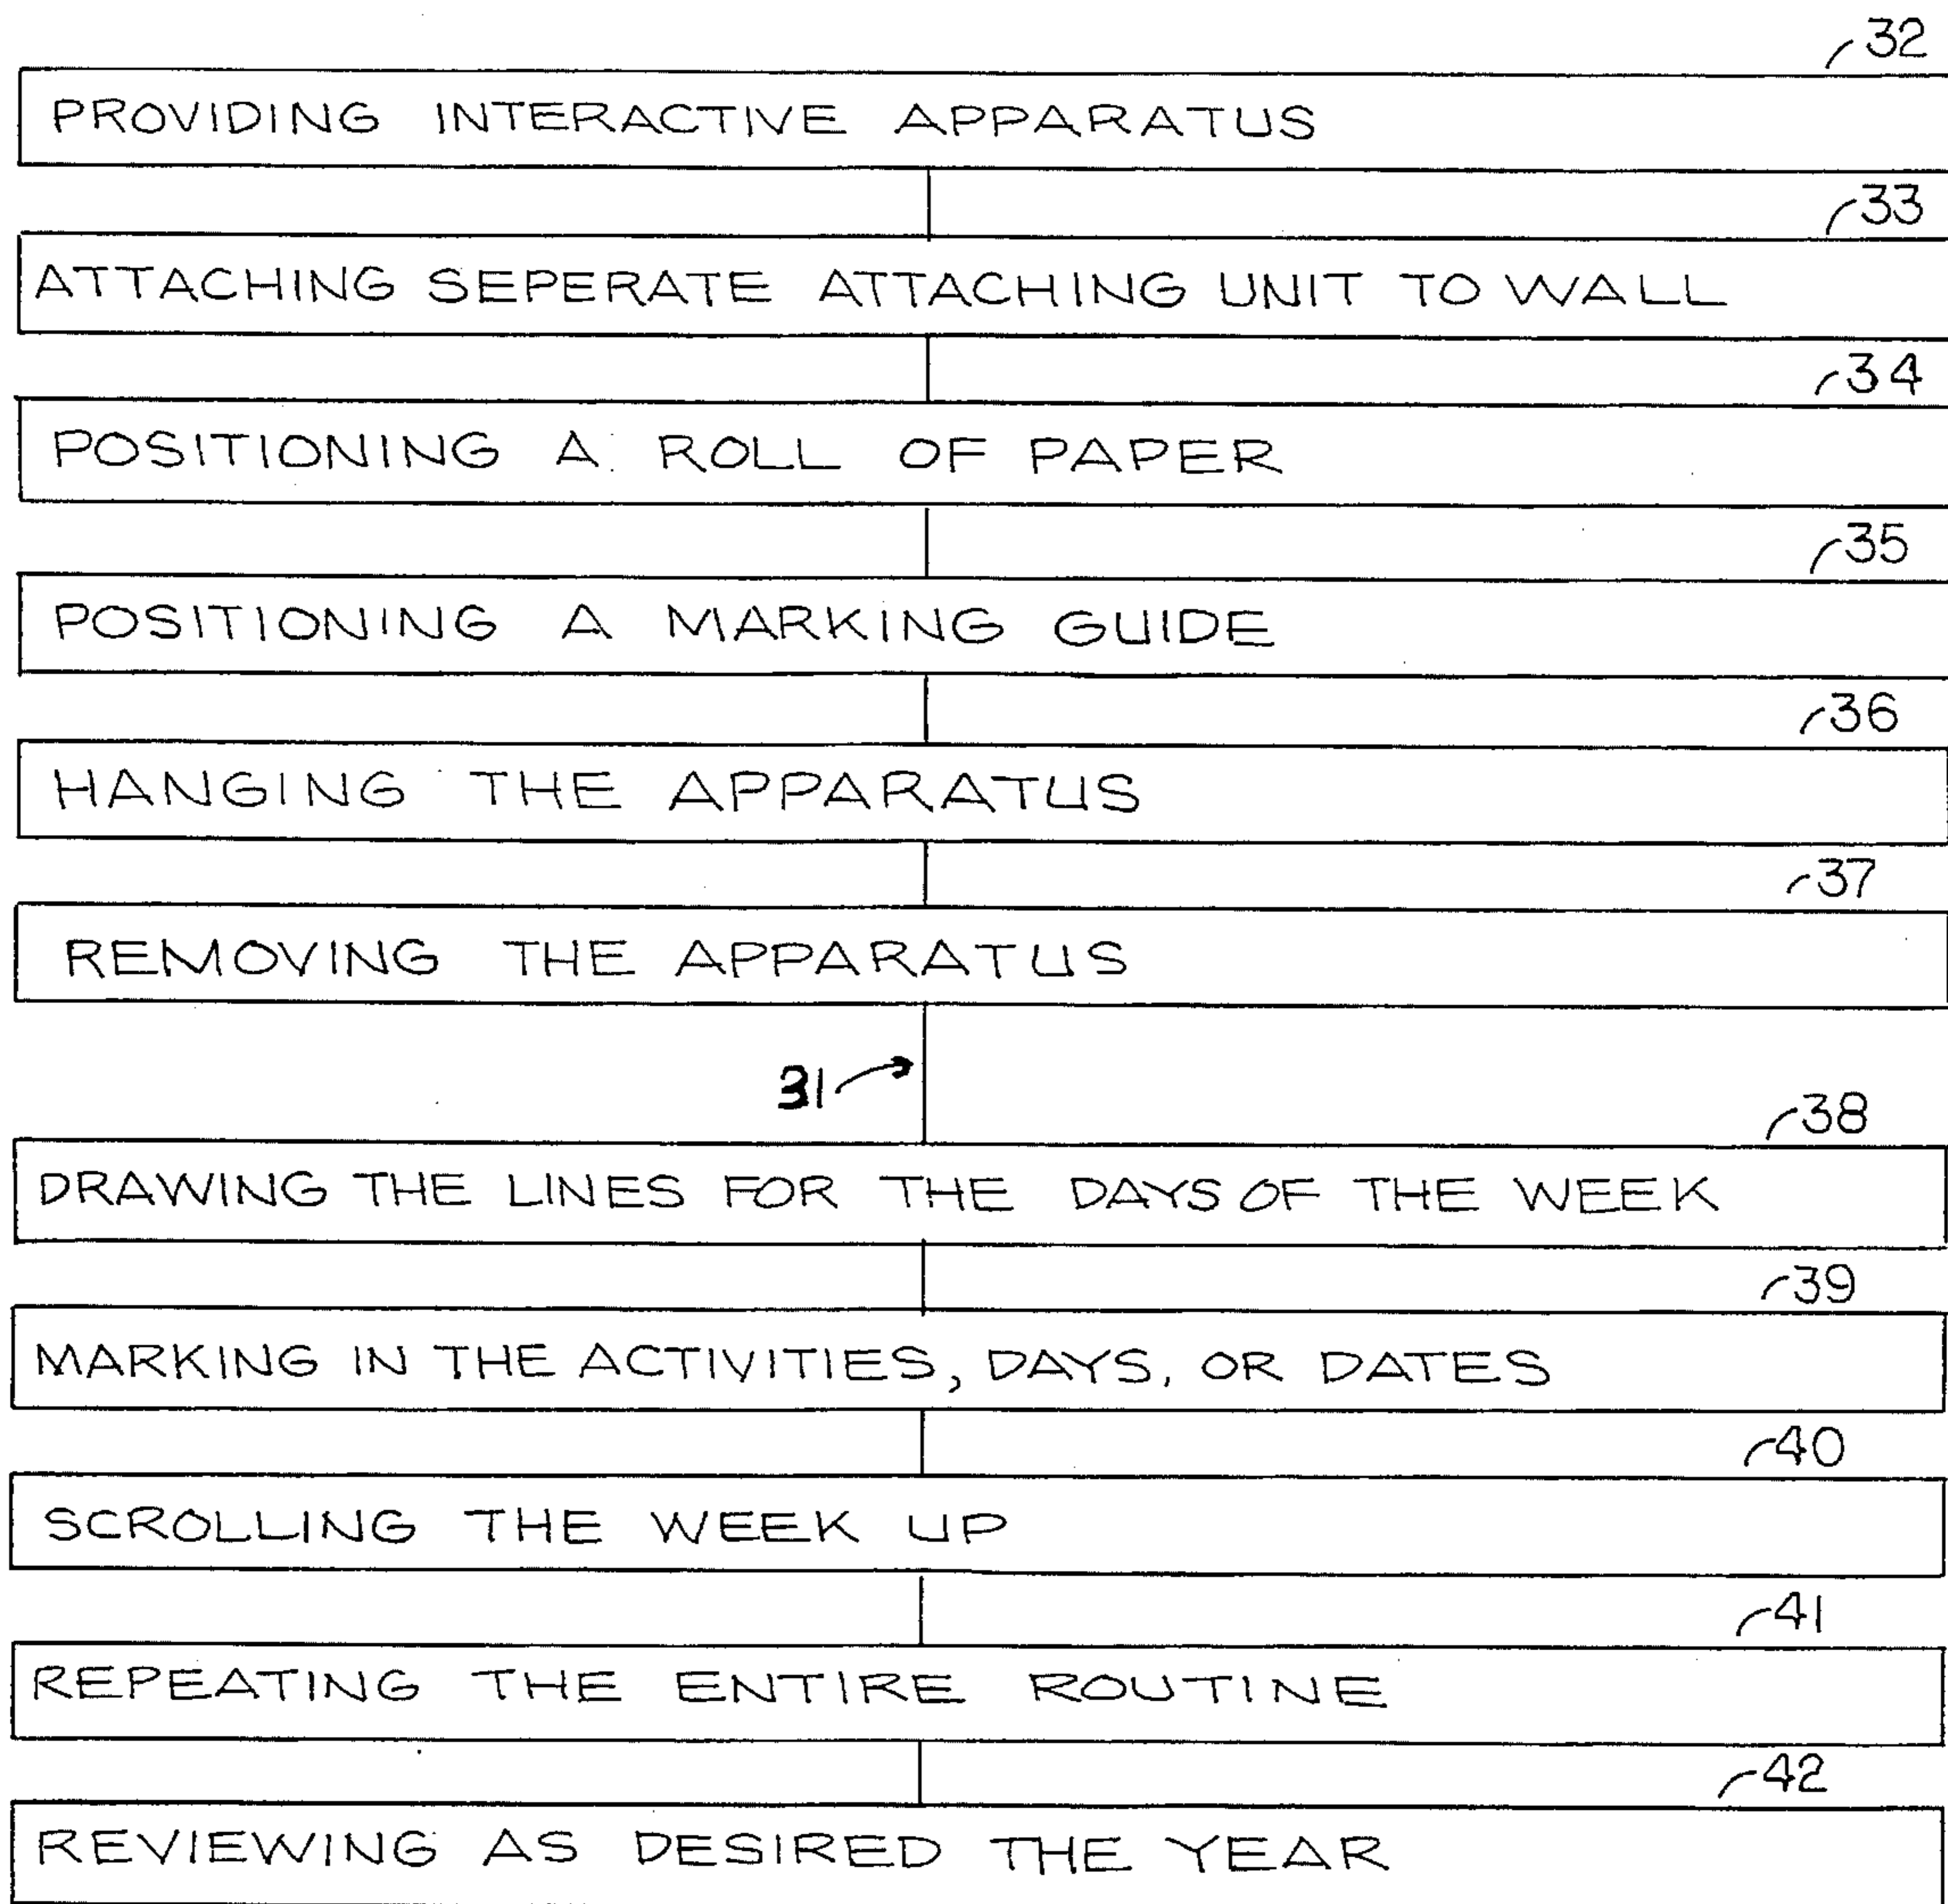 32
PROVIDING INTERACTIVE APPARATUS
33
ATTACHING SEPERATE ATTACHING UNIT TO WALL
34
POSITIONING A ROLL OF PAPER
35
POSITIONING A MARKING GUIDE
36
HANGING THE APPARATUS
37
REMOVING THE APPARATUS
31
38
DRAWING THE LINES FOR THE DAYS OF THE WEEK
39
MARKING IN THE ACTIVITIES, DAYS, OR DATES
40
SCROLLING THE WEEK UP
41
REPEATING THE ENTIRE ROUTINE
42
REVIEWING AS DESIRED THE YEAR